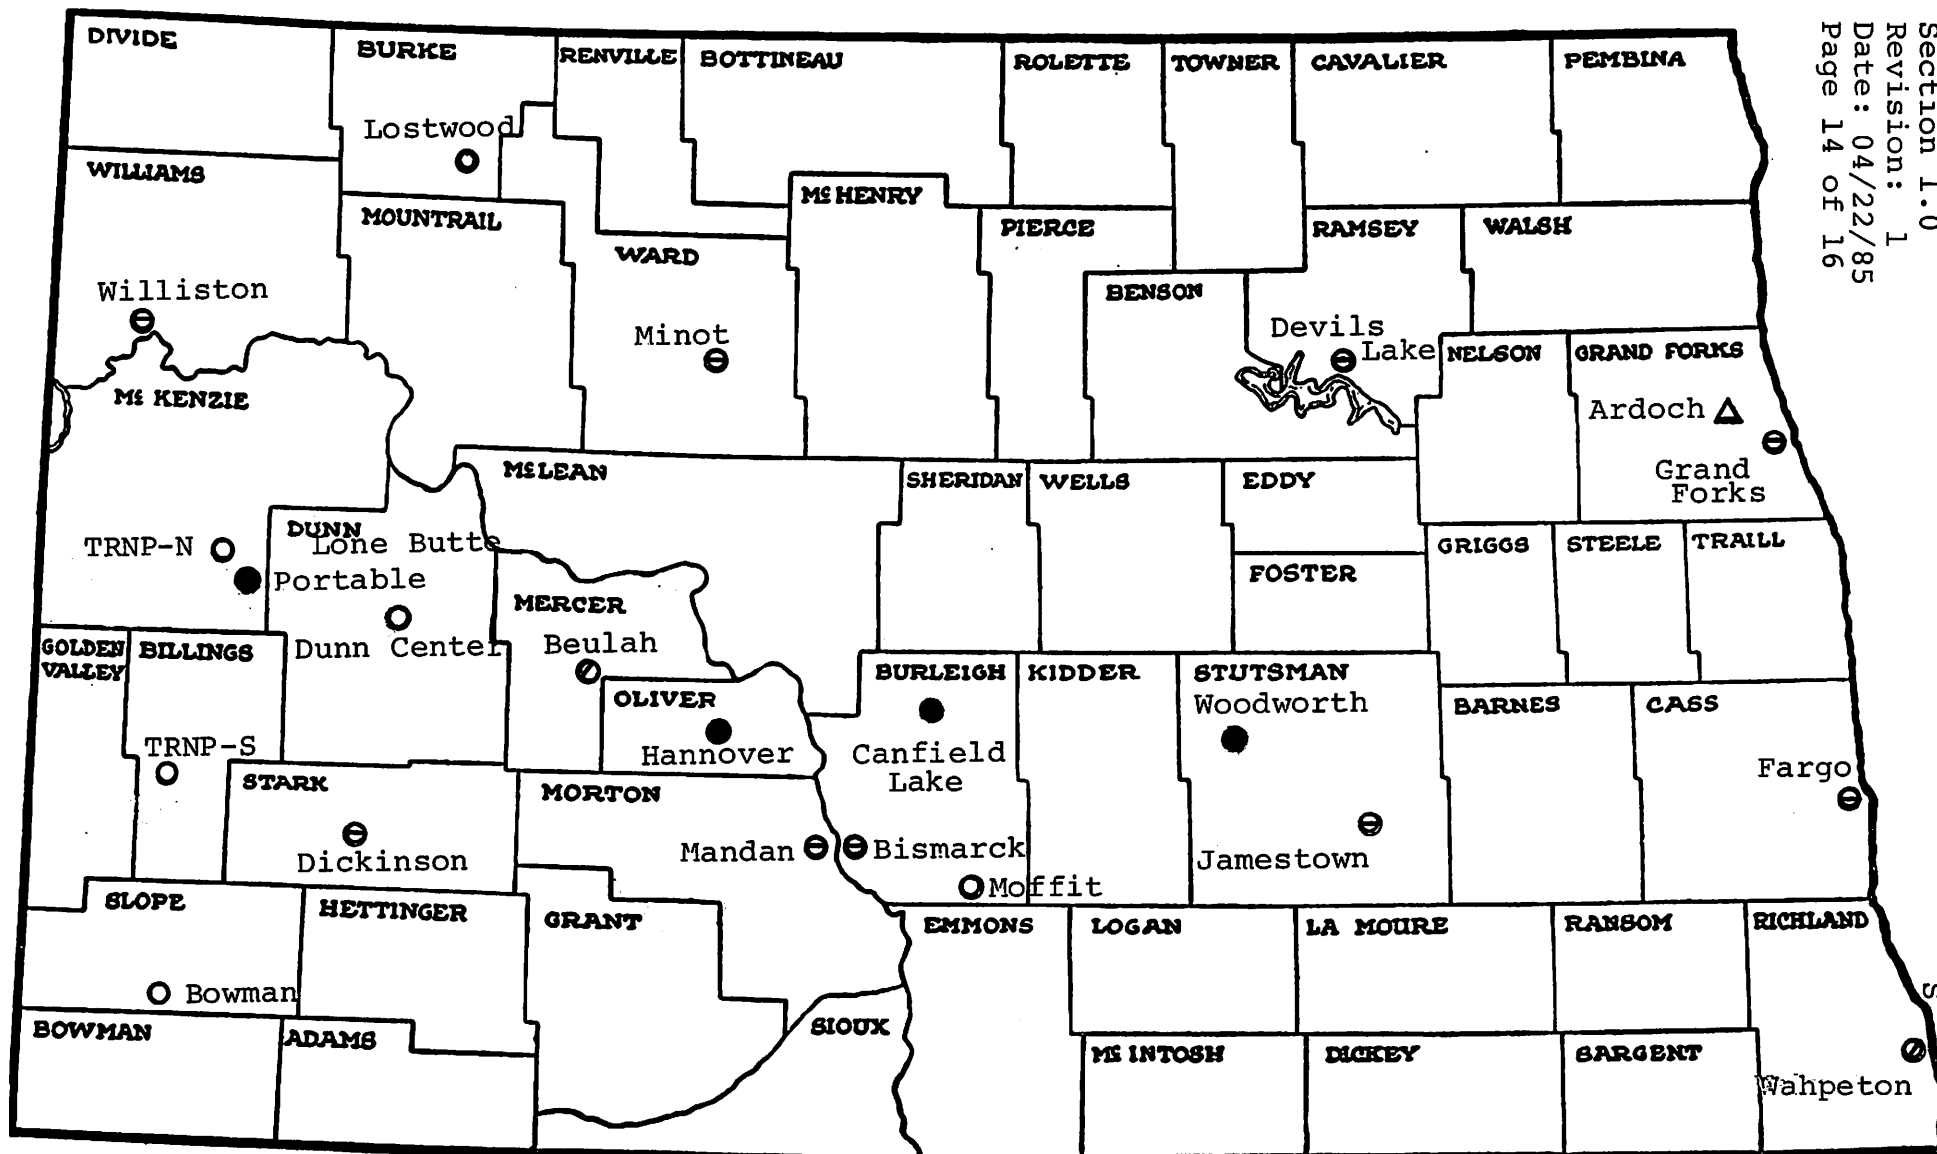 Section 1.0
Revision: 1
Date: 04/22/85
Page 14 of 16
DIVIDE
BURKE
RENVILLE
BOTTINEAU
ROLETTE
TOWNER
CAVALIER
PEMBINA
Lostwood
WILLIAMS
MOUNTRAIL
WARD
McHENRY
PIERCE
RAMSEY
WALSH
BENSON
Williston
Minot
Devils
Lake
NELSON
GRAND FORKS
Mc KENZIE
Ardoch
Grand
Forks
McLEAN
SHERIDAN
WELLS
EDDY
DUNN
Lone Butte
TRNP-N
Portable
GRIGGS
STEELE
TRAILL
FOSTER
MERCER
Dunn Center
Beulah
GOLDEN
VALLEY
BILLINGS
OLIVER
BURLEIGH
KIDDER
STUTSMAN
Woodworth
BARNES
CASS
TRNP-S
Hannover
Canfield
Lake
Fargo
STARK
MORTON
Dickinson
Mandan
Bismarck
Jamestown
Moffit
SLOPE
HETTINGER
GRANT
EMMONS
LOGAN
LA MOURE
RANSOM
RICHLAND
Bowman
BOWMAN
ADAMS
SIOUX
Mc INTOSH
DICKEY
SARGENT
Wahpeton